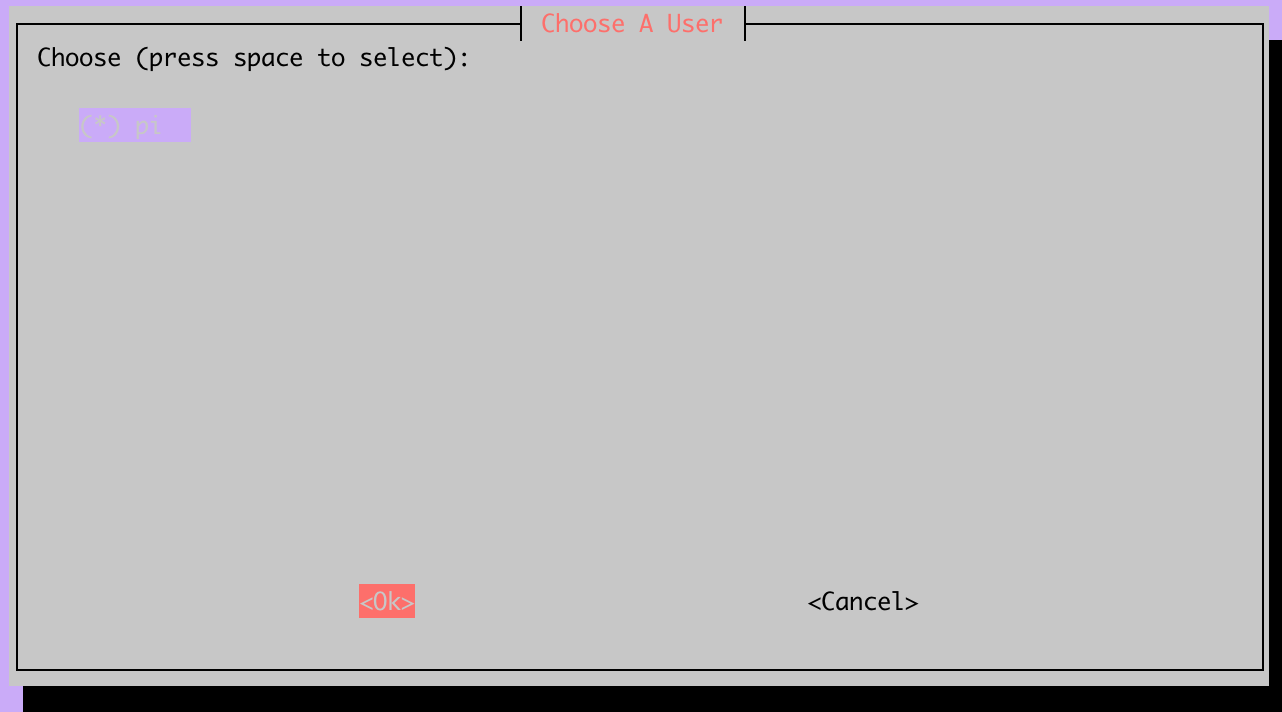 Choose A User
Choose (press space to select):
(*) pi
<Ok>
<Cancel>